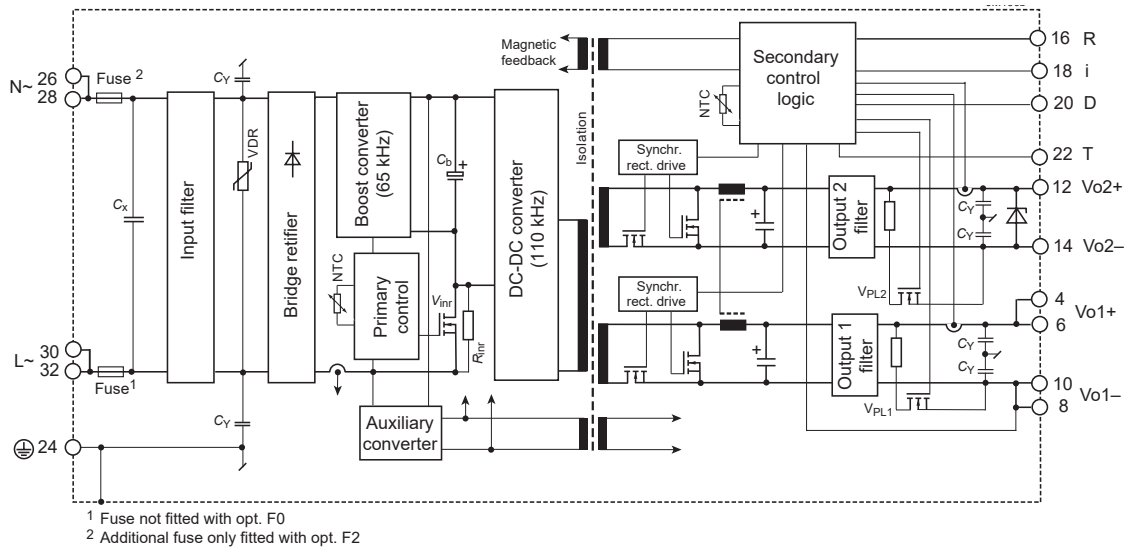 Magnetic
feedback
Isolation
Secondary
control
logic
NTC
16 R
18 i
20 D
22 T
12 Vo2+
14 Vo2–
4
6
Vo1+
10
8
Vo1–
N~
26
28
Fuse 2
CY
VDR
Cx
Input filter
Bridge retifier
Boost converter
(65 kHz)
Cb
+
DC-DC converter
(110 kHz)
NTC
Primary
control
Vinr
Rinr
L~
30
32
Fuse1
CY
24
Auxiliary
converter
Synchr.
rect. drive
+
Output 2
filter
CY
CY
VPL2
Synchr.
rect. drive
+
Output 1
filter
CY
CY
VPL1
1 Fuse not fitted with opt. F0
2 Additional fuse only fitted with opt. F2